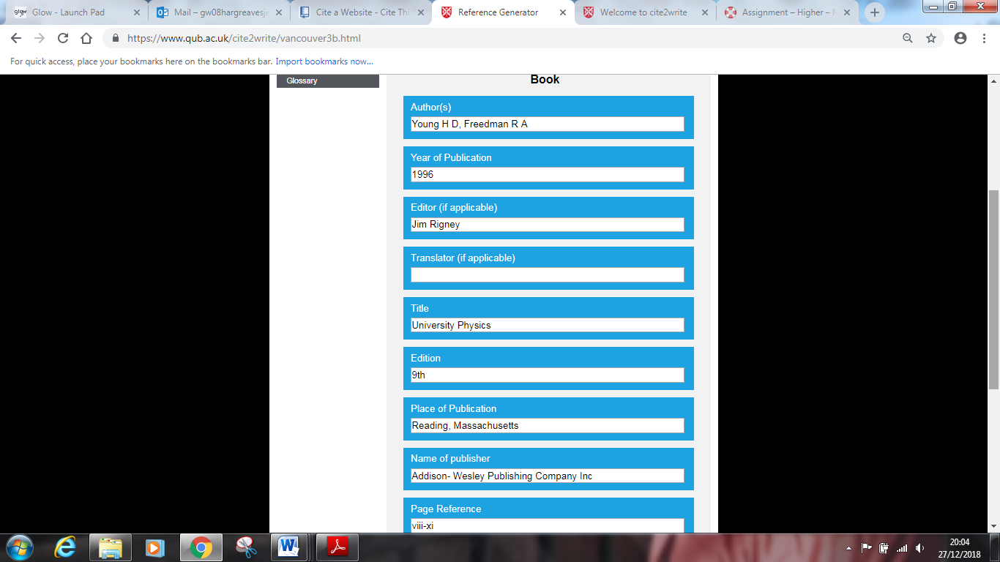 glow Glow - Launch Pad
Mail – gw08hargreavesje
Cite a Website - Cite Thi
Reference Generator
Welcome to cite2write
Assignment – Higher – N
https://www.qub.ac.uk/cite2write/vancouver3b.html
For quick access, place your bookmarks here on the bookmarks bar. Import bookmarks now...
Glossary
Book
Author(s)
Young H D, Freedman R A
Year of Publication
1996
Editor (if applicable)
Jim Rigney
Translator (if applicable)
Title
University Physics
Edition
9th
Place of Publication
Reading, Massachusetts
Name of publisher
Addison- Wesley Publishing Company Inc
Page Reference
viii-xi
20:04
27/12/2018